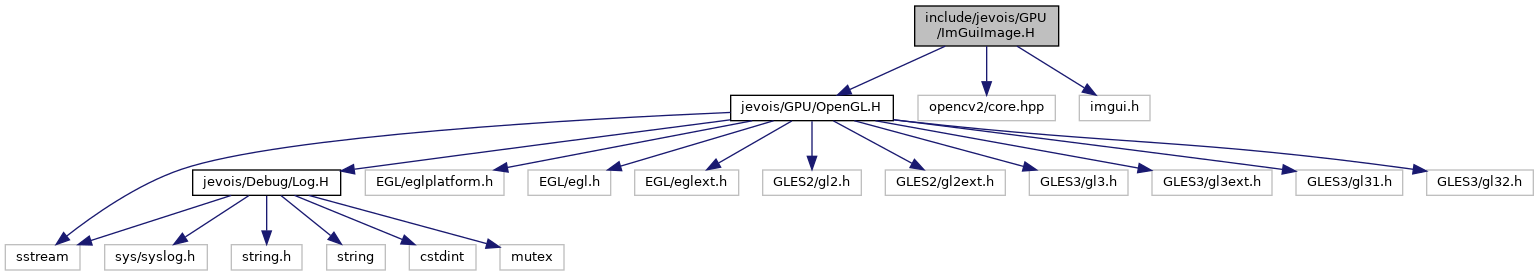 include/jevois/GPU
/ImGuiImage.H
jevois/GPU/OpenGL.H
opencv2/core.hpp
imgui.h
jevois/Debug/Log.H
EGL/eglplatform.h
EGL/egl.h
EGL/eglext.h
GLES2/gl2.h
GLES2/gl2ext.h
GLES3/gl3.h
GLES3/gl3ext.h
GLES3/gl31.h
GLES3/gl32.h
sstream
sys/syslog.h
string.h
string
cstdint
mutex